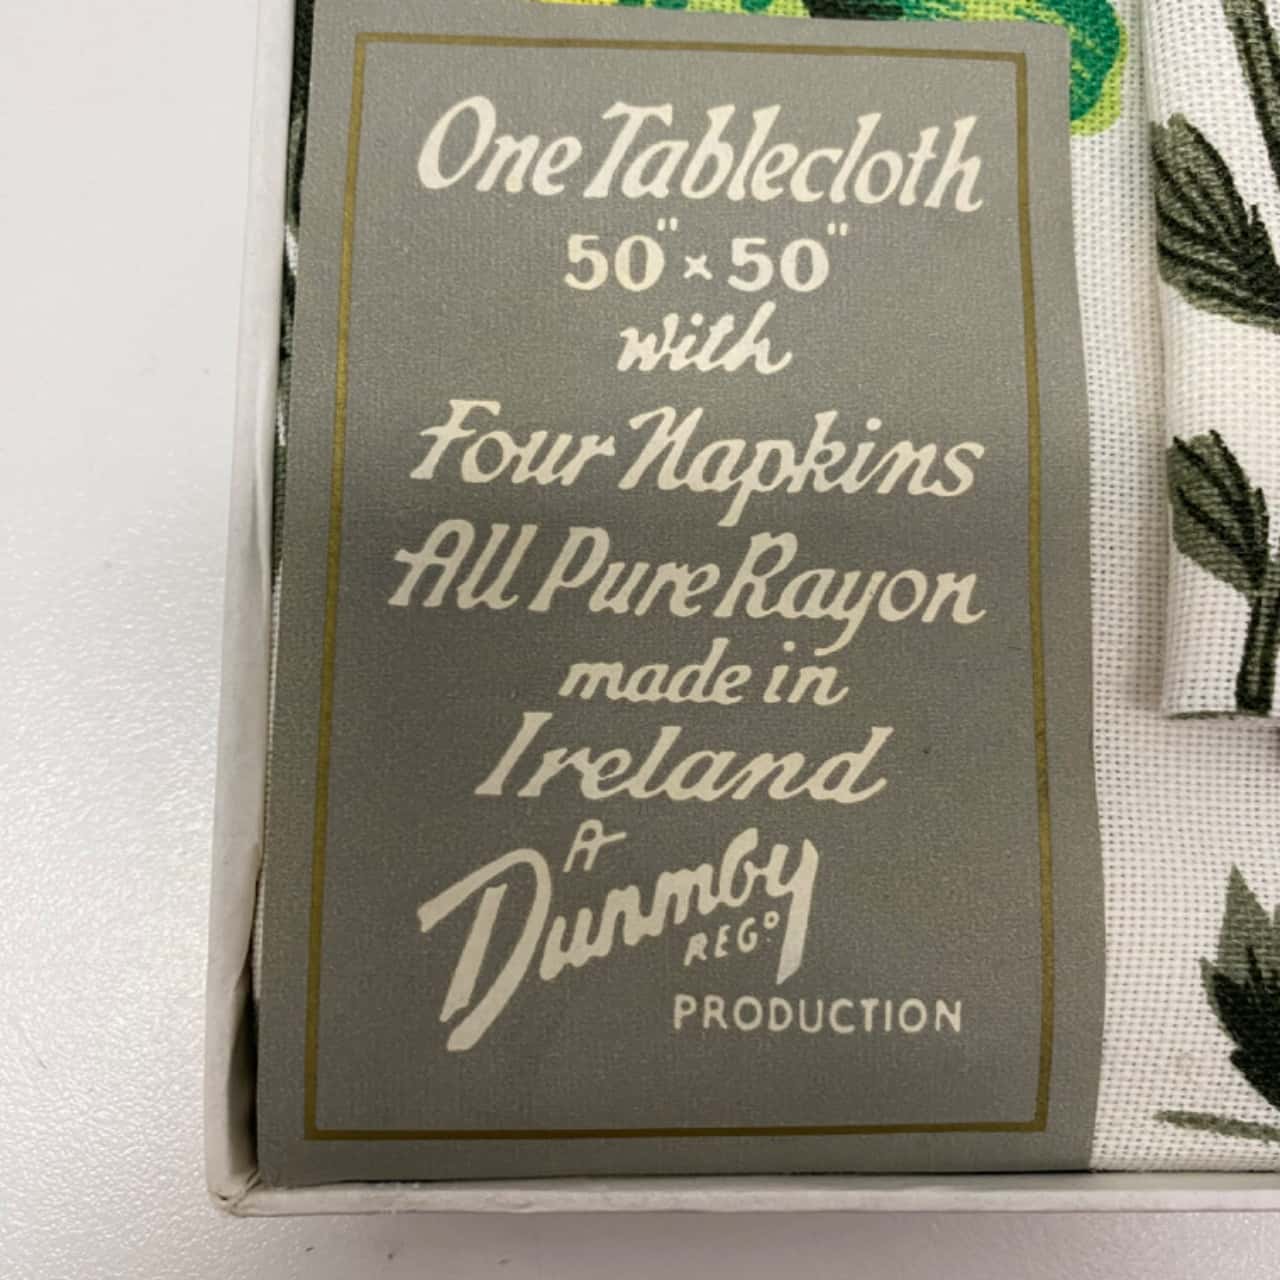 One Tablecloth
50" × 50"
with
Four Napkins
All Pure Rayon
made in
Ireland
A
Dunmby
REGD
PRODUCTION